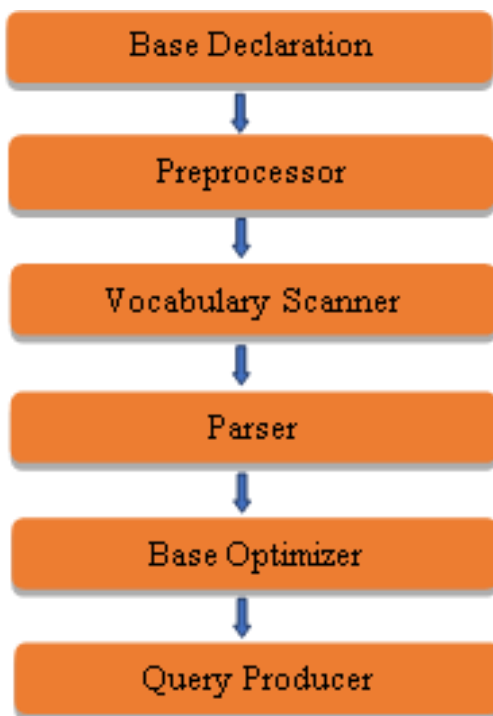 Base Declaration
Preprocessor
Vocabulary Scanner
Parser
Base Optimizer
Query Producer